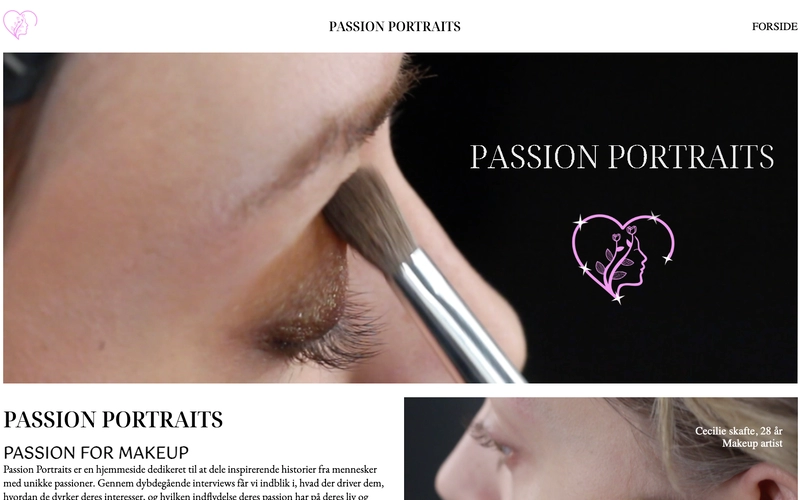 PASSION PORTRAITS
FORSIDE
PASSION PORTRAITS
PASSION PORTRAITS
PASSION FOR MAKEUP
Passion Portraits er en hjemmeside dedikeret til at dele inspirerende historier fra mennesker
med unikke passioner. Gennem dybdegående interviews får vi indblik i, hvad der driver dem,
hvordan de dyrker deres interesser, og hvilken indflydelse deres passion har på deres liv og
Cecilie skafte, 28 år
Makeup artist